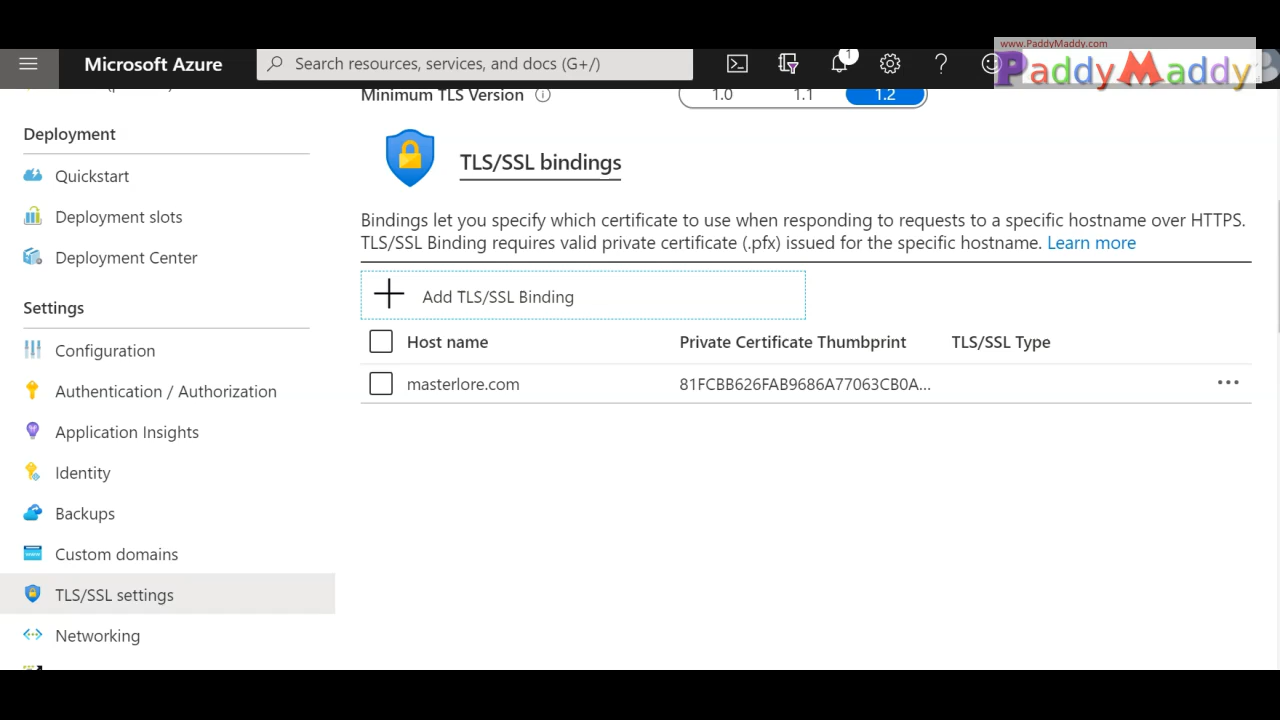 www.PaddyMaddy.com
Microsoft Azure
Search resources, services, and docs (G+/)
1
PaddyMaddy
Minimum TLS Version
1.0 1.1 1.2
Deployment
Quickstart
Deployment slots
Deployment Center
Settings
Configuration
Authentication / Authorization
Application Insights
Identity
Backups
Custom domains
TLS/SSL settings
Networking
TLS/SSL bindings
Bindings let you specify which certificate to use when responding to requests to a specific hostname over HTTPS.
TLS/SSL Binding requires valid private certificate (.pfx) issued for the specific hostname. Learn more
Add TLS/SSL Binding
Host name Private Certificate Thumbprint TLS/SSL Type
masterlore.com 81FCBB626FAB9686A77063CB0A... •••